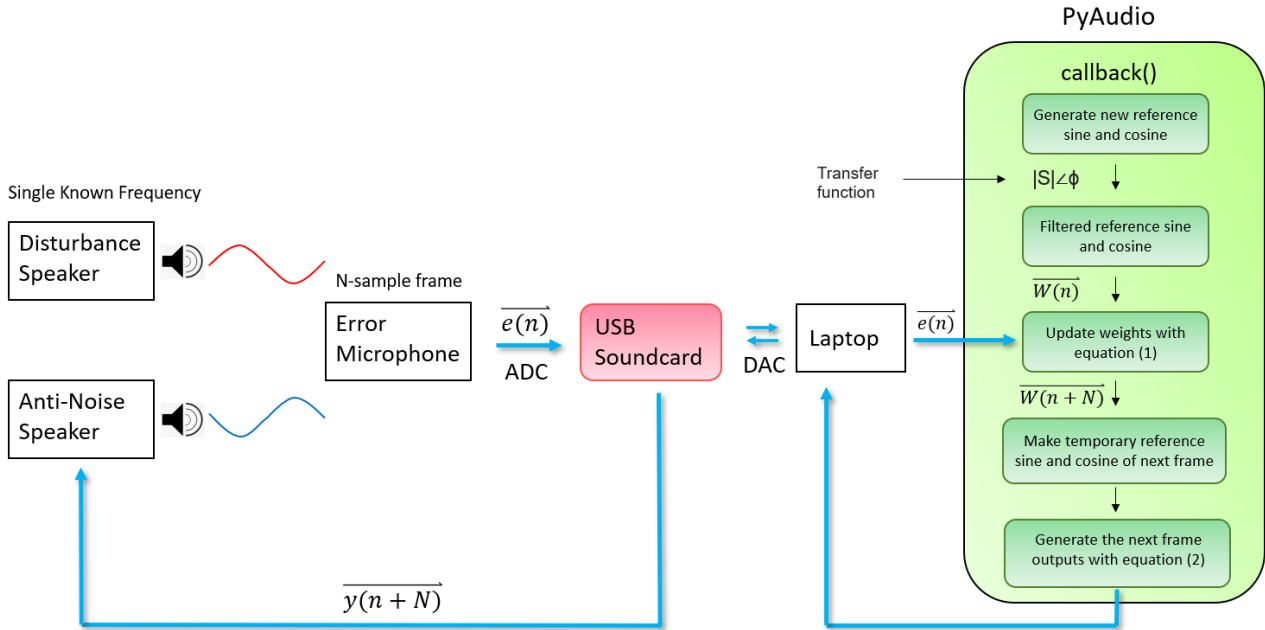 PyAudio
callback()
Generate new reference
sine and cosine
Transfer
function
|S|∠ϕ
Single Known Frequency
Disturbance
Speaker
Filtered reference sine
and cosine
N-sample frame
Error
Microphone
e(n)
ADC
USB
Soundcard
DAC
Laptop
e(n)
W(n)
Update weights with
equation (1)
W(n + N)
Anti-Noise
Speaker
Make temporary reference
sine and cosine of next frame
Generate the next frame
outputs with equation (2)
y(n + N)